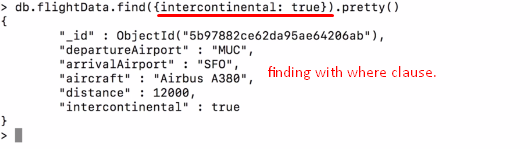 > db.flightData.find({intercontinental: true}).pretty()
{
"_id" : ObjectId("5b97882ce62da95ae64206ab"),
"departureAirport" : "MUC",
"arrivalAirport" : "SFO",
"aircraft" : "Airbus A380",
finding with where clause.
"distance" : 12000,
"intercontinental" : true
}
>